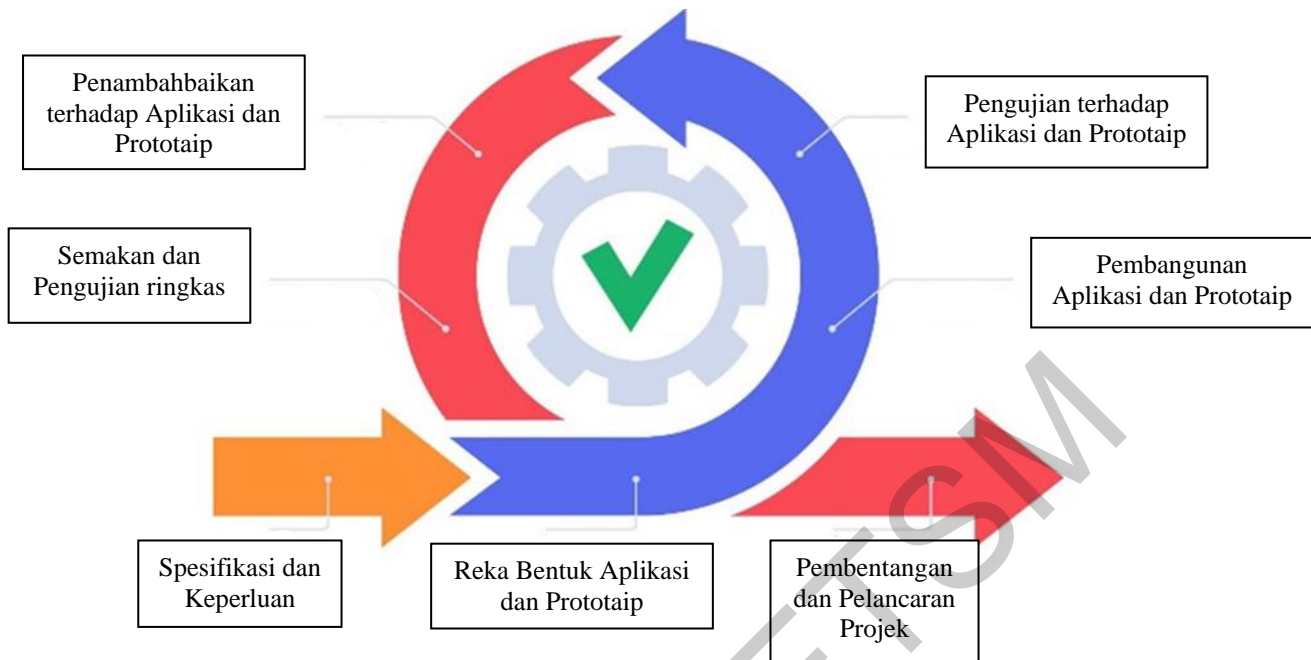 Penambahbaikan
terhadap Aplikasi dan
Prototaip
Pengujian terhadap
Aplikasi dan Prototaip
Semakan dan
Pengujian ringkas
Pembangunan
Aplikasi dan Prototaip
Spesifikasi dan
Keperluan
Reka Bentuk Aplikasi
dan Prototaip
Pembentangan
dan Pelancaran
Projek
FTSM